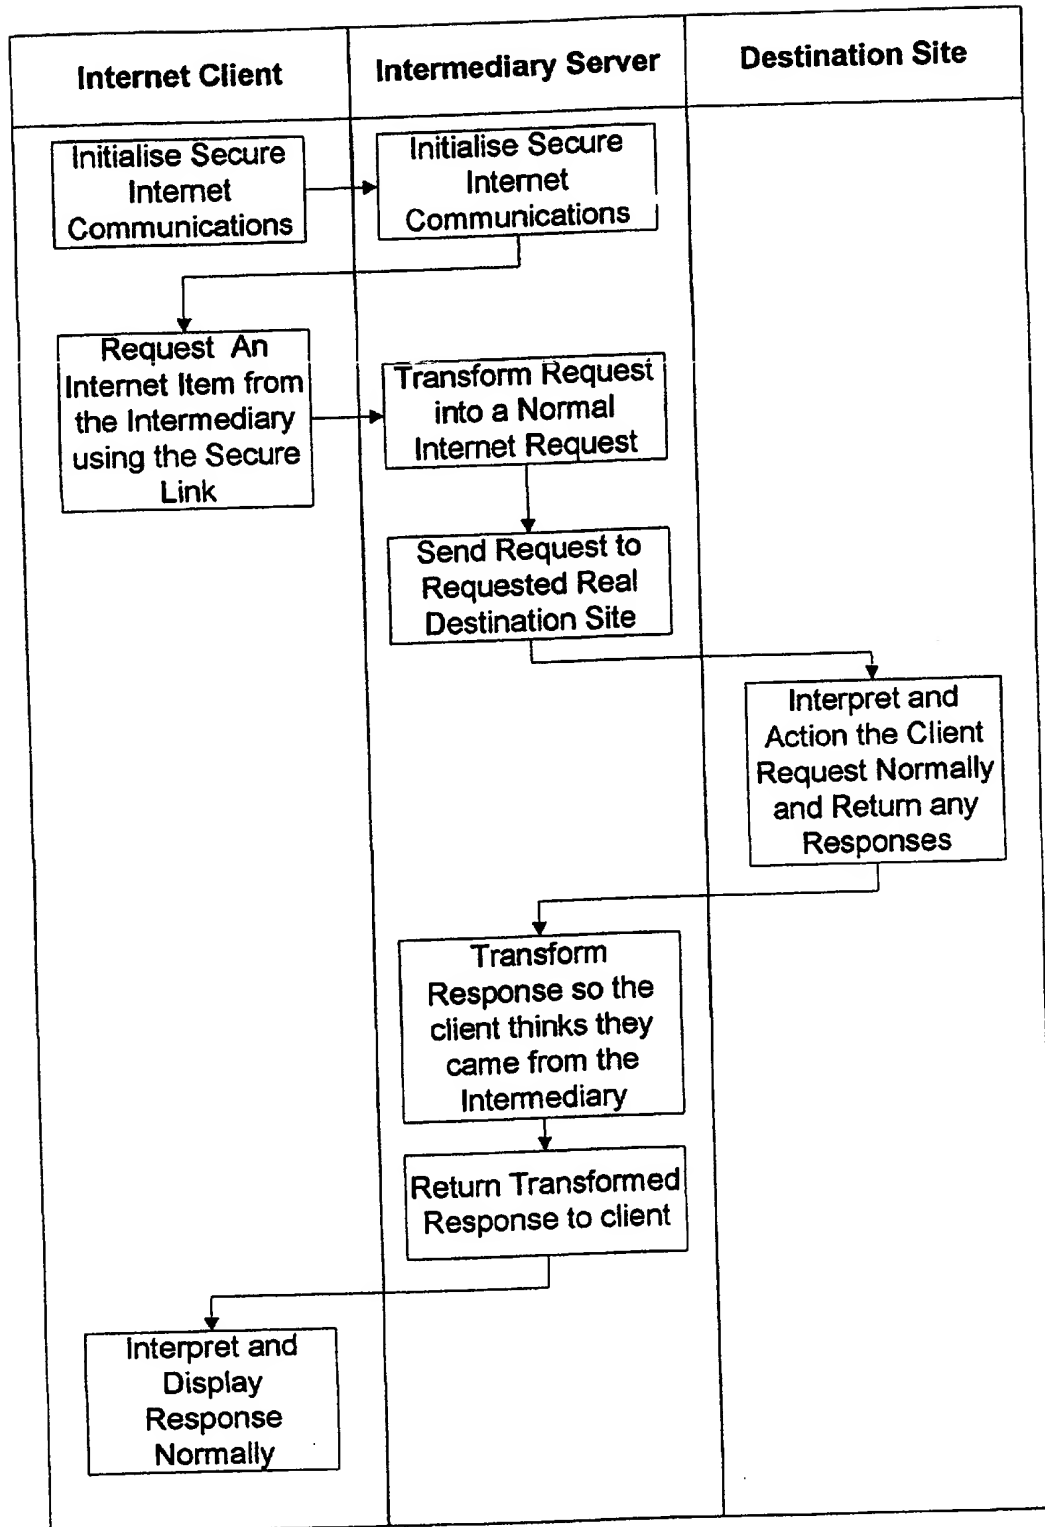 Internet Client
Intermediary Server
Destination Site
Initialise Secure
Internet
Communications
Initialise Secure
Internet
Communications
Request An
Internet Item from
the Intermediary
using the Secure
Link
Transform Request
into a Normal
Internet Request
Send Request to
Requested Real
Destination Site
Interpret and
Action the Client
Request Normally
and Return any
Responses
Transform
Response so the
client thinks they
came from the
Intermediary
Return Transformed
Response to client
Interpret and
Display
Response
Normally